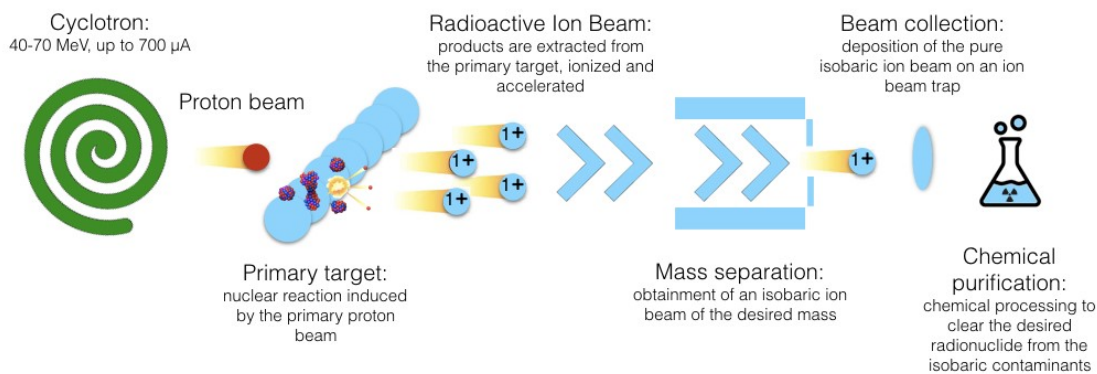 Cyclotron:
40-70 MeV, up to 700 µA
Proton beam
Primary target:
nuclear reaction induced
by the primary proton
beam
Radioactive Ion Beam:
products are extracted from
the primary target, ionized and
accelerated
1+
1+
1+
1+
Mass separation:
obtainment of an isobaric ion
beam of the desired mass
1+
Beam collection:
deposition of the pure
isobaric ion beam on an ion
beam trap
Chemical
purification:
chemical processing to
clear the desired
radionuclide from the
isobaric contaminants